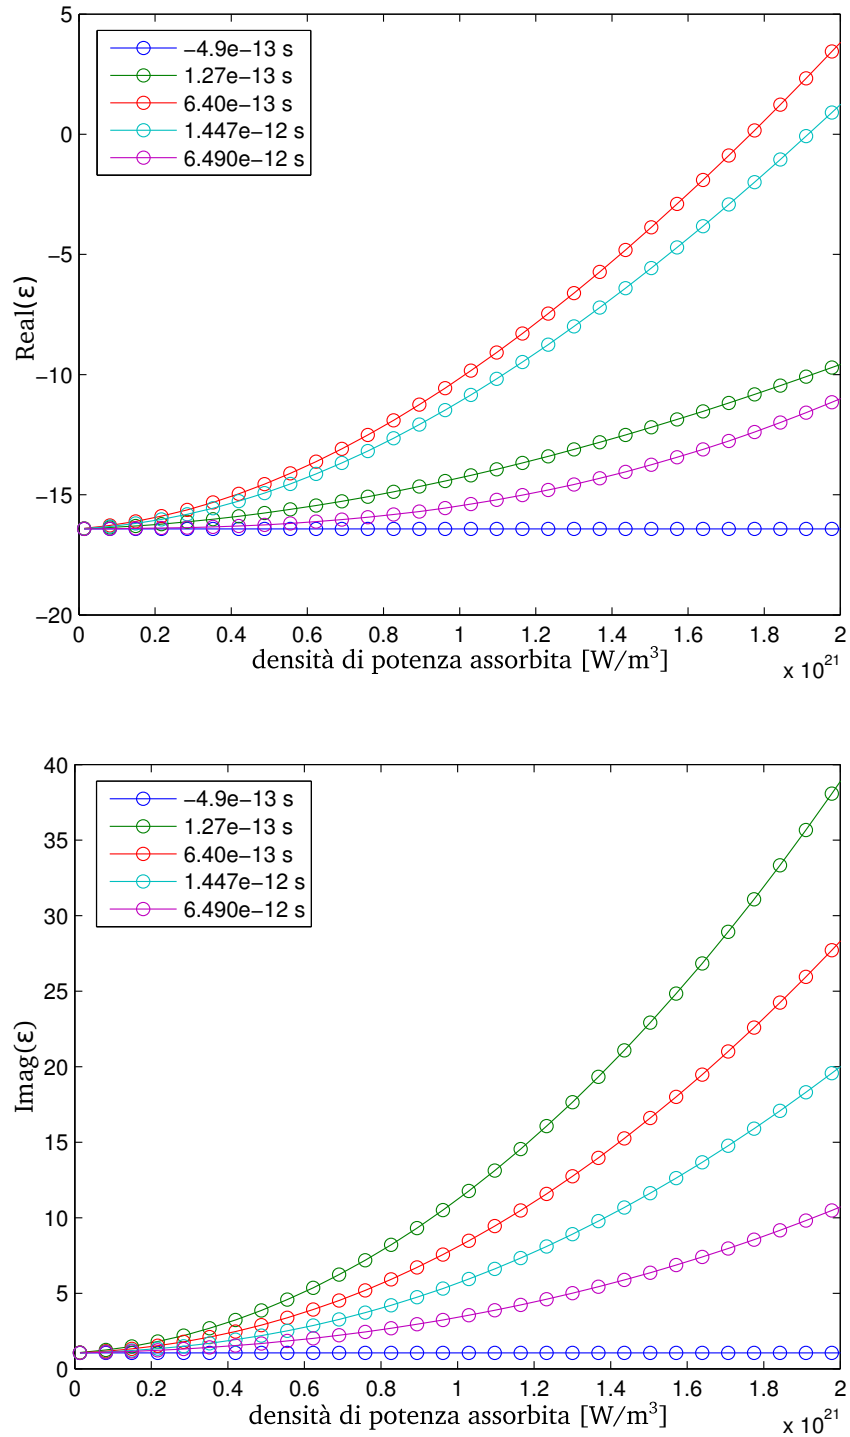 5
0
−5
−10
−15
−20
Real(ε)
−4.9e−13 s
1.27e−13 s
6.40e−13 s
1.447e−12 s
6.490e−12 s
0 0.2 0.4 0.6 0.8 1 1.2 1.4 1.6 1.8 2
densità di potenza assorbita [W/m³]
x 10²¹
40
35
30
25
20
15
10
5
0
Imag(ε)
−4.9e−13 s
1.27e−13 s
6.40e−13 s
1.447e−12 s
6.490e−12 s
0 0.2 0.4 0.6 0.8 1 1.2 1.4 1.6 1.8 2
densità di potenza assorbita [W/m³]
x 10²¹